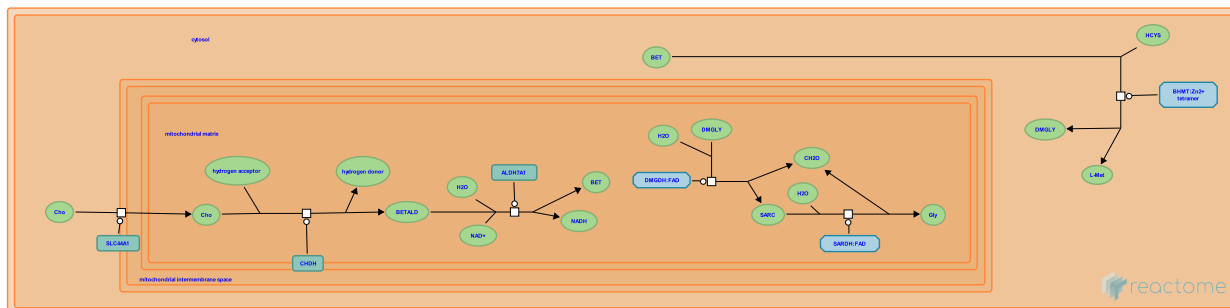 cytosol
HCYS
BET
BHMT:Zn2+
tetramer
mitochondrial matrix
H2O
DMGLY
DMGLY
CH2O
hydrogen acceptor
hydrogen donor
ALDH7A1
L-Met
H2O
DMGDH:FAD
BET
H2O
Cho
Cho
BETALD
SARC
Gly
NADH
NAD+
SLC44A1
SARDH:FAD
CHDH
mitochondrial intermembrane space
reactome